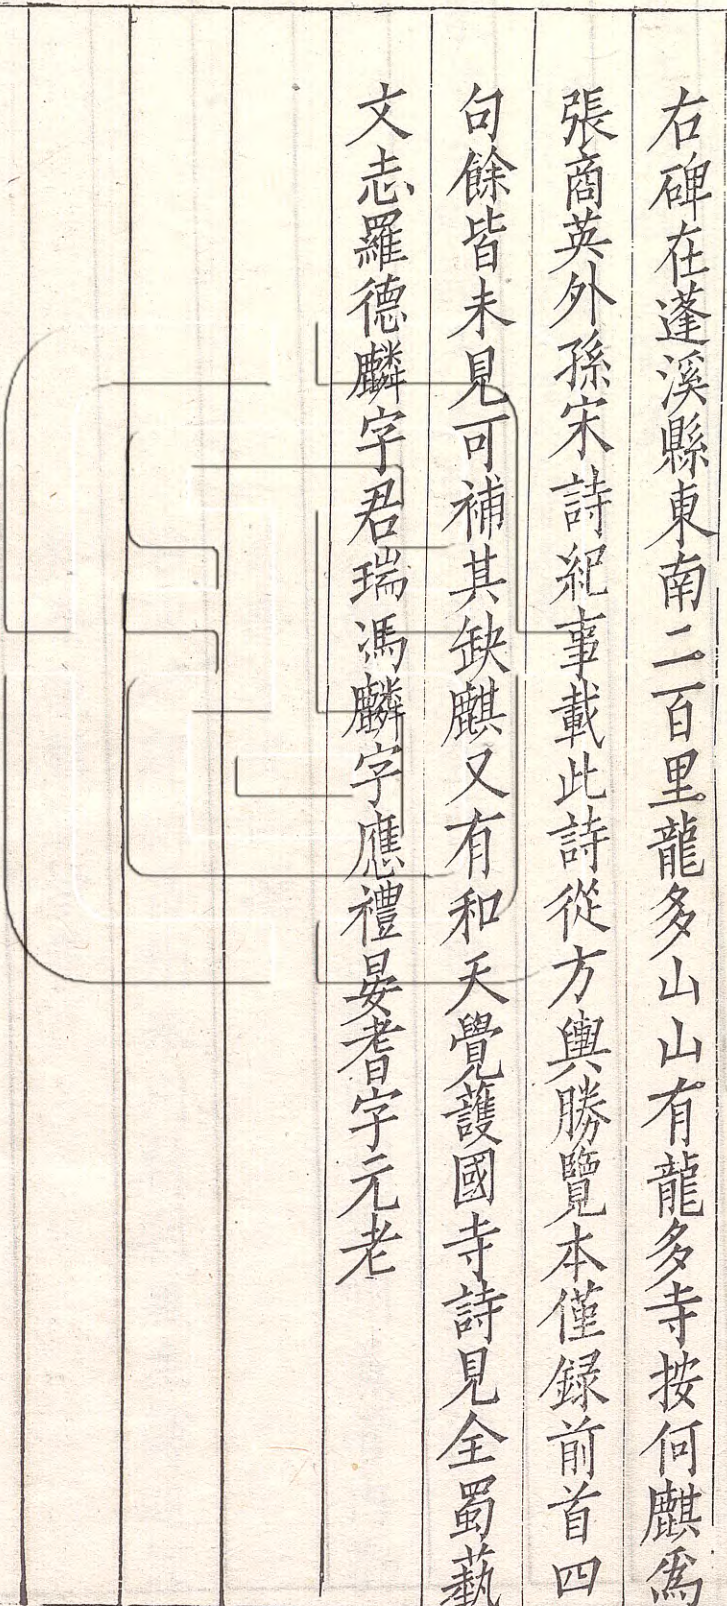 右碑在蓬溪縣東南二百里龍多山山有龍多寺按何麒爲
張商英外孫宋詩紀事載此詩從方輿勝覽本僅録前首四
句餘皆未見可補其缺麒又有和天覺護國寺詩見全蜀藝
文志羅德麟字君瑞馮麟字應禮晏耆字元老